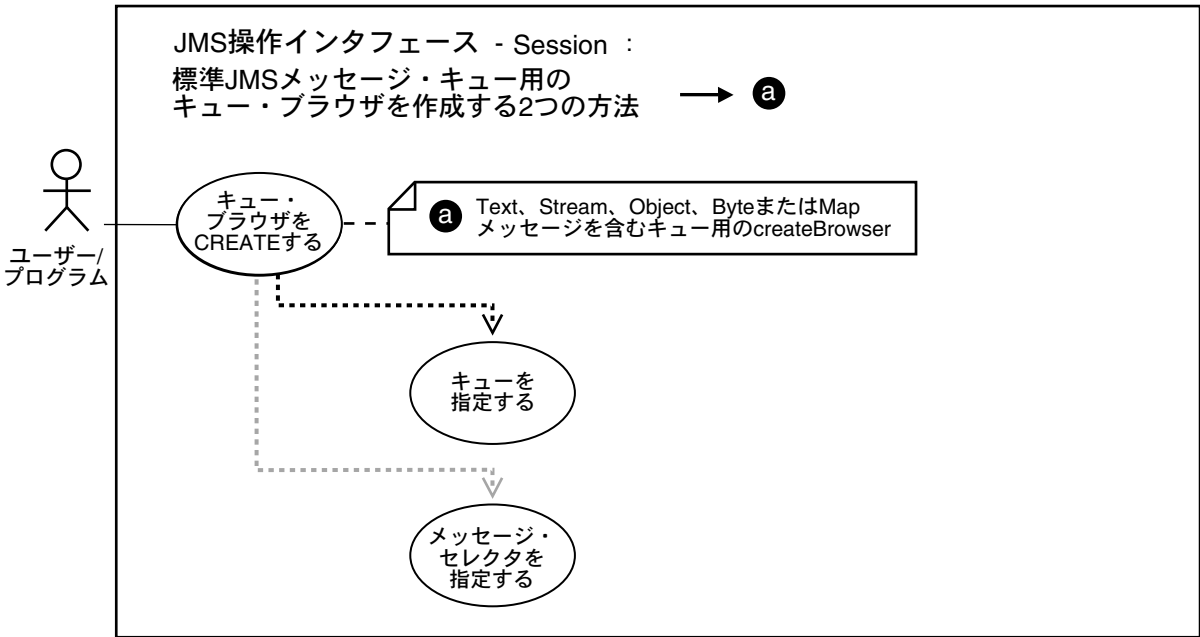 JMS操作インタフェース - Session :
標準JMSメッセージ・キュー用の
キュー・ブラウザを作成する2つの方法
a
ユーザー/
プログラム
キュー・
ブラウザを
CREATEする
a
Text、Stream、Object、ByteまたはMap
メッセージを含むキュー用のcreateBrowser
キューを
指定する
メッセージ・
セレクタを
指定する